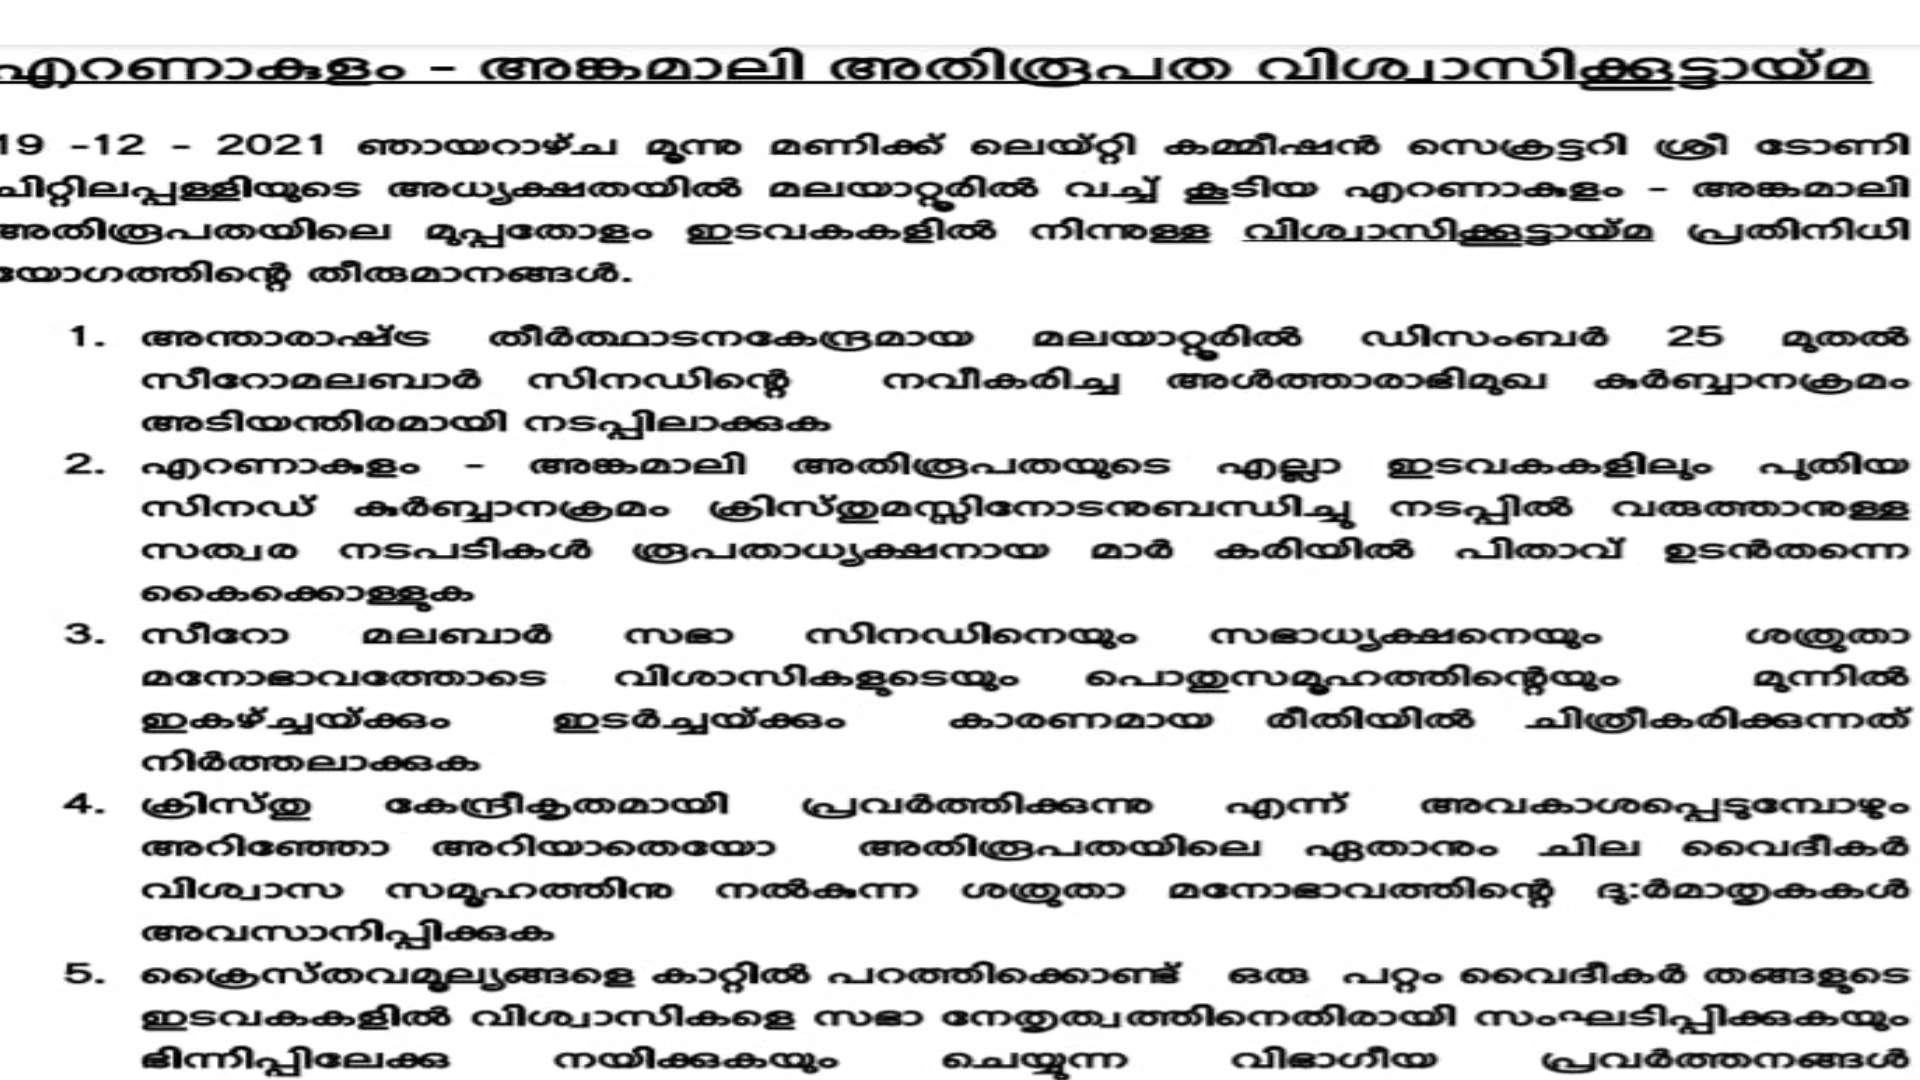 എറണാകുളം - അങ്കമാലി അതിരൂപത വിശ്വാസിക്കൂട്ടായ്മ
19 -12 - 2021 ഞായറാഴ്ച മൂന്നു മണിക്ക് ലെയ്റ്റി കമ്മീഷൻ സെക്രട്ടറി ശ്രീ ടോണി
ചിറ്റിലപ്പള്ളിയുടെ അധ്യക്ഷതയിൽ മലയാറ്റൂരിൽ വച്ച് കൂടിയ എറണാകുളം - അങ്കമാലി
അതിരൂപതയിലെ മുപ്പതോളം ഇടവകകളിൽ നിന്നുള്ള വിശ്വാസിക്കൂട്ടായ്മ പ്രതിനിധി
യോഗത്തിന്റെ തീരുമാനങ്ങൾ.
1. അന്താരാഷ്ട്ര തീർത്ഥാടനകേന്ദ്രമായ മലയാറ്റൂരിൽ ഡിസംബർ 25 മുതൽ
സീറോമലബാർ സിനഡിന്റെ നവീകരിച്ച അൾത്താരാഭിമുഖ കുർബ്ബാനക്രമം
അടിയന്തിരമായി നടപ്പിലാക്കുക
2. എറണാകുളം - അങ്കമാലി അതിരൂപതയുടെ എല്ലാ ഇടവകകളിലും പുതിയ
സിനഡ് കുർബ്ബാനക്രമം ക്രിസ്തുമസ്സിനോടനുബന്ധിച്ചു നടപ്പിൽ വരുത്താനുള്ള
സത്വര നടപടികൾ രൂപതാധ്യക്ഷനായ മാർ കരിയിൽ പിതാവ് ഉടൻതന്നെ
കൈക്കൊള്ളുക
3. സീറോ മലബാർ സഭാ സിനഡിനെയും സഭാധ്യക്ഷനെയും ശത്രുതാ
മനോഭാവത്തോടെ വിശാസികളുടെയും പൊതുസമൂഹത്തിന്റെയും മുന്നിൽ
ഇകഴ്ച്ചയ്ക്കും ഇടർച്ചയ്ക്കും കാരണമായ രീതിയിൽ ചിത്രീകരിക്കുന്നത്
നിർത്തലാക്കുക
4. ക്രിസ്തു കേന്ദ്രീകൃതമായി പ്രവർത്തിക്കുന്നു എന്ന് അവകാശപ്പെടുമ്പോഴും
അറിഞ്ഞോ അറിയാതെയോ അതിരൂപതയിലെ ഏതാനും ചില വൈദീകർ
വിശ്വാസ സമൂഹത്തിനു നൽകുന്ന ശത്രുതാ മനോഭാവത്തിന്റെ ദു:ർമാതൃകകൾ
അവസാനിപ്പിക്കുക
5. ക്രൈസ്തവമൂല്യങ്ങളെ കാറ്റിൽ പറത്തിക്കൊണ്ട് ഒരു പറ്റം വൈദീകർ തങ്ങളുടെ
ഇടവകകളിൽ വിശ്വാസികളെ സഭാ നേതൃത്വത്തിനെതിരായി സംഘടിപ്പിക്കുകയും
ഭിന്നിപ്പിലേക്കു നയിക്കുകയും ചെയ്യുന്ന വിഭാഗീയ പ്രവർത്തനങ്ങൾ